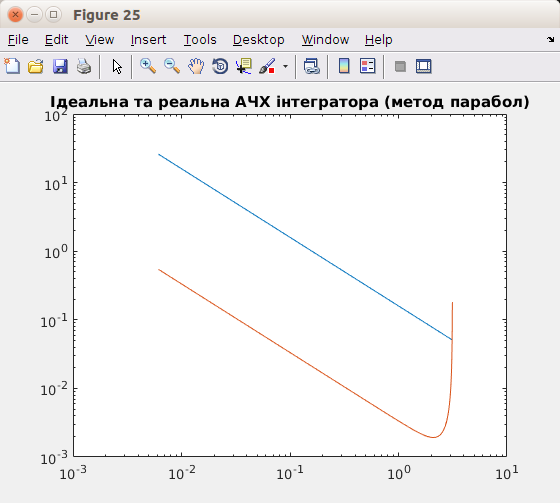 Figure 25
File Edit View Insert Tools Desktop Window Help
Ідеальна та реальна АЧХ інтегратора (метод парабол)
10^2
10^1
10^0
10^-1
10^-2
10^-3
10^-3 10^-2 10^-1 10^0 10^1